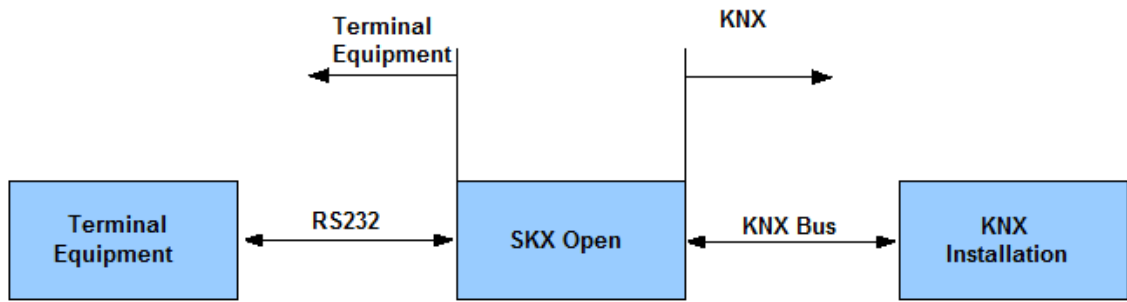 Terminal
Equipment
KNX
Terminal
Equipment
RS232
SKX Open
KNX Bus
KNX
Installation